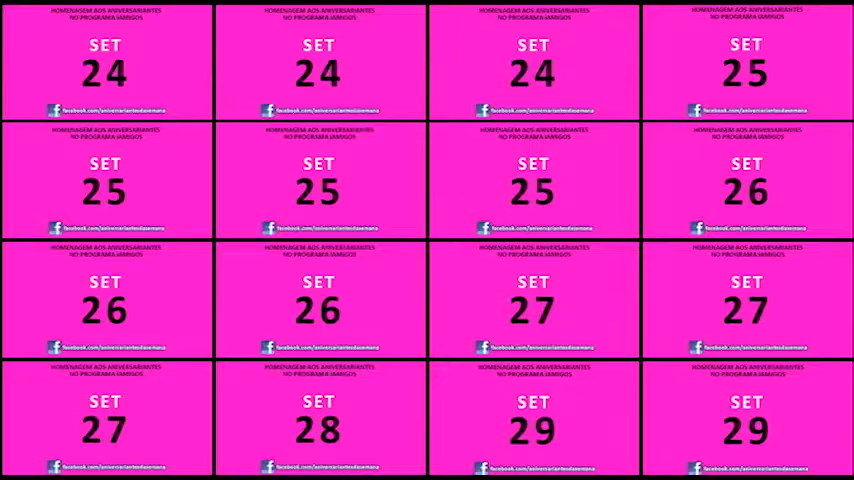 HOMENAGEM AOS ANIVERSARIANTES
NO PROGRAMA IAMIGOS
SET
24
facebook.com/aniversariantesdasemana
HOMENAGEM AOS ANIVERSARIANTES
NO PROGRAMA IAMIGOS
SET
24
facebook.com/aniversariantesdasemana
HOMENAGEM AOS ANIVERSARIANTES
NO PROGRAMA IAMIGOS
SET
24
facebook.com/aniversariantesdasemana
HOMENAGEM AOS ANIVERSARIANTES
NO PROGRAMA IAMIGOS
SET
25
facebook.com/aniversariantesdasemana
HOMENAGEM AOS ANIVERSARIANTES
NO PROGRAMA IAMIGOS
SET
25
facebook.com/aniversariantesdasemana
HOMENAGEM AOS ANIVERSARIANTES
NO PROGRAMA IAMIGOS
SET
25
facebook.com/aniversariantesdasemana
HOMENAGEM AOS ANIVERSARIANTES
NO PROGRAMA IAMIGOS
SET
25
facebook.com/aniversariantesdasemana
HOMENAGEM AOS ANIVERSARIANTES
NO PROGRAMA IAMIGOS
SET
26
facebook.com/aniversariantesdasemana
HOMENAGEM AOS ANIVERSARIANTES
NO PROGRAMA IAMIGOS
SET
26
facebook.com/aniversariantesdasemana
HOMENAGEM AOS ANIVERSARIANTES
NO PROGRAMA IAMIGOS
SET
26
facebook.com/aniversariantesdasemana
HOMENAGEM AOS ANIVERSARIANTES
NO PROGRAMA IAMIGOS
SET
27
facebook.com/aniversariantesdasemana
HOMENAGEM AOS ANIVERSARIANTES
NO PROGRAMA IAMIGOS
SET
27
facebook.com/aniversariantesdasemana
HOMENAGEM AOS ANIVERSARIANTES
NO PROGRAMA IAMIGOS
SET
27
facebook.com/aniversariantesdasemana
HOMENAGEM AOS ANIVERSARIANTES
NO PROGRAMA IAMIGOS
SET
28
facebook.com/aniversariantesdasemana
HOMENAGEM AOS ANIVERSARIANTES
NO PROGRAMA IAMIGOS
SET
29
facebook.com/aniversariantesdasemana
HOMENAGEM AOS ANIVERSARIANTES
NO PROGRAMA IAMIGOS
SET
29
facebook.com/aniversariantesdasemana